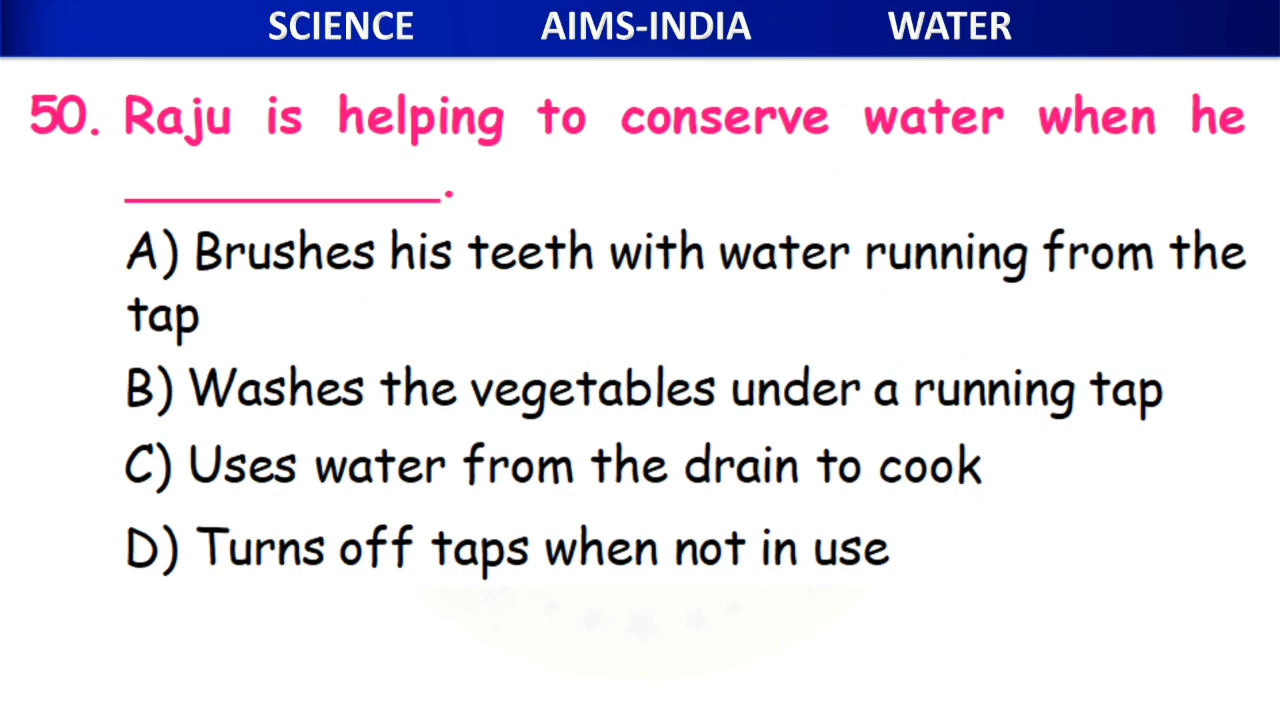 SCIENCE AIMS-INDIA WATER
50. Raju is helping to conserve water when he
____________.
A) Brushes his teeth with water running from the
tap
B) Washes the vegetables under a running tap
C) Uses water from the drain to cook
D) Turns off taps when not in use